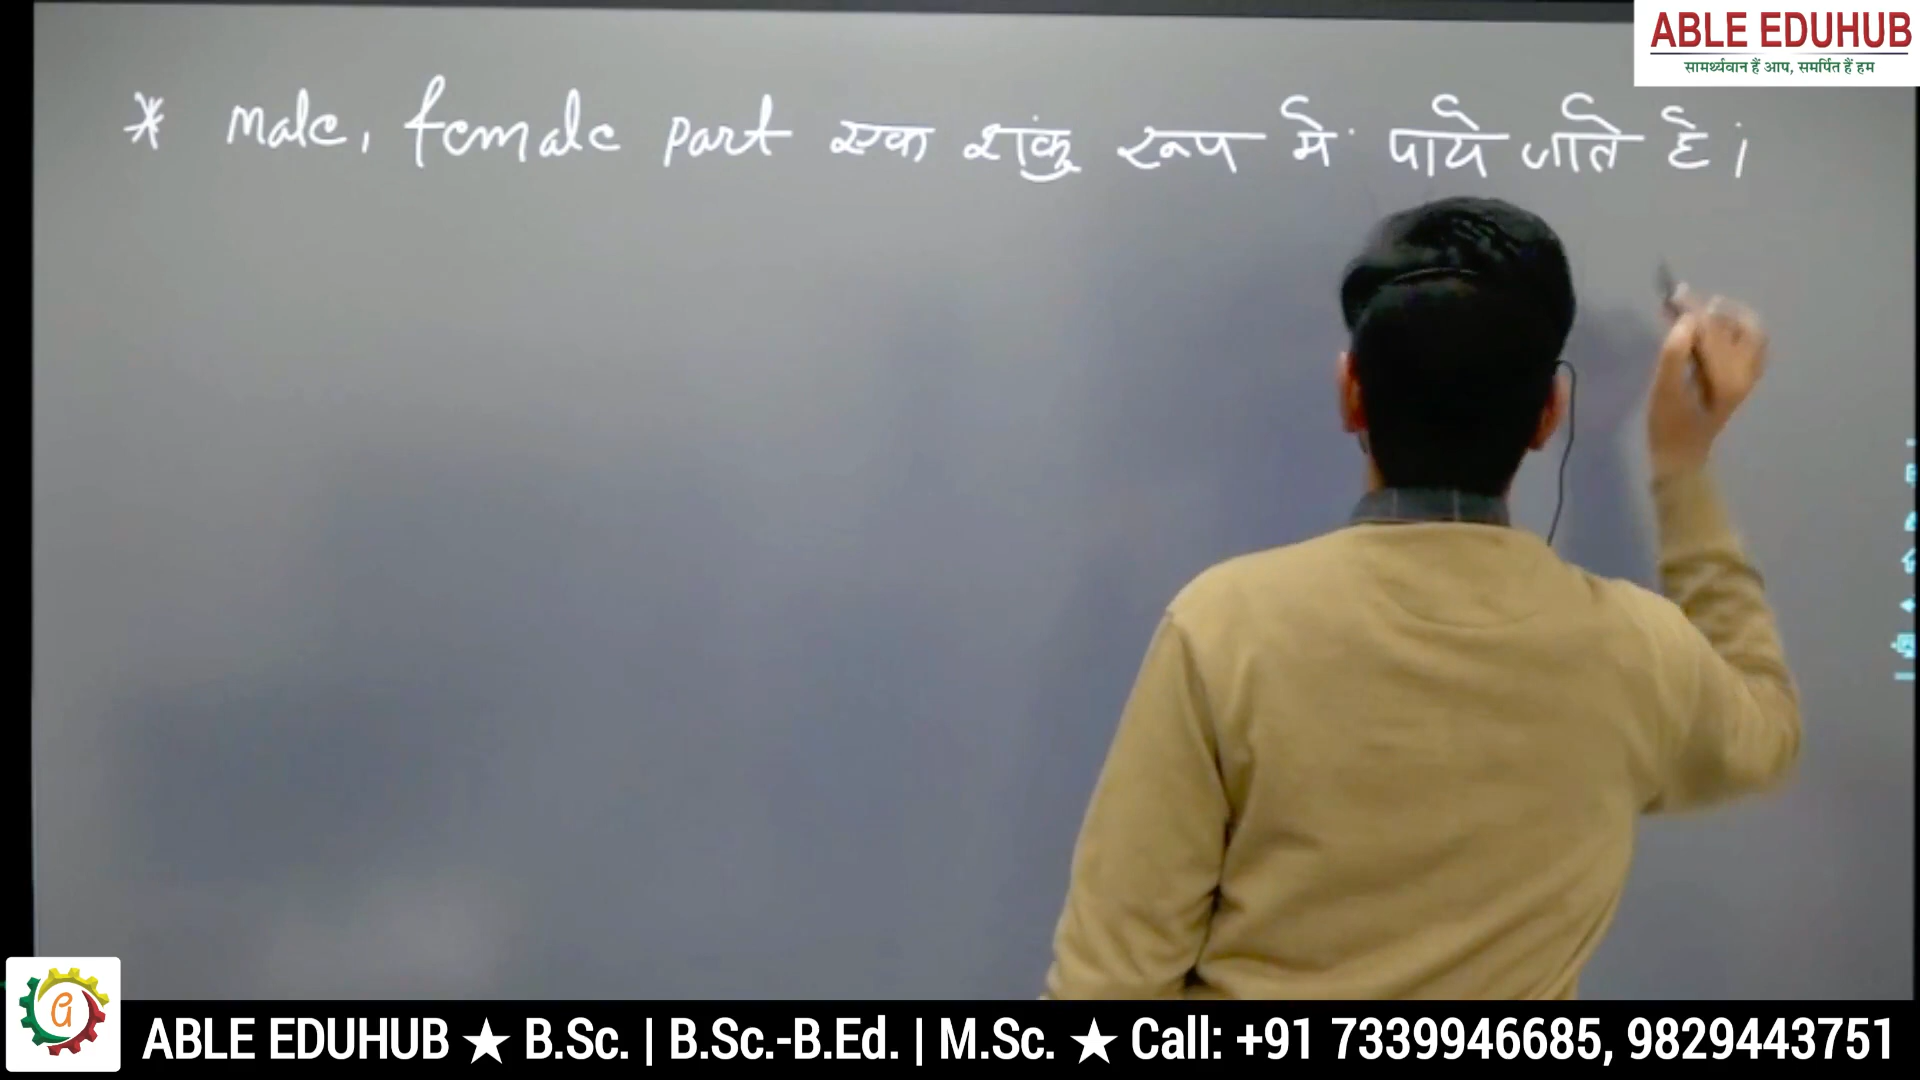 ABLE EDUHUB
सामर्थ्यवान हैं आप, समर्पित हैं हम
* male, female part एक शंकु रूप में पाये जाते है।
ABLE EDUHUB ★ B.Sc. | B.Sc.-B.Ed. | M.Sc. ★ Call: +91 7339946685, 9829443751